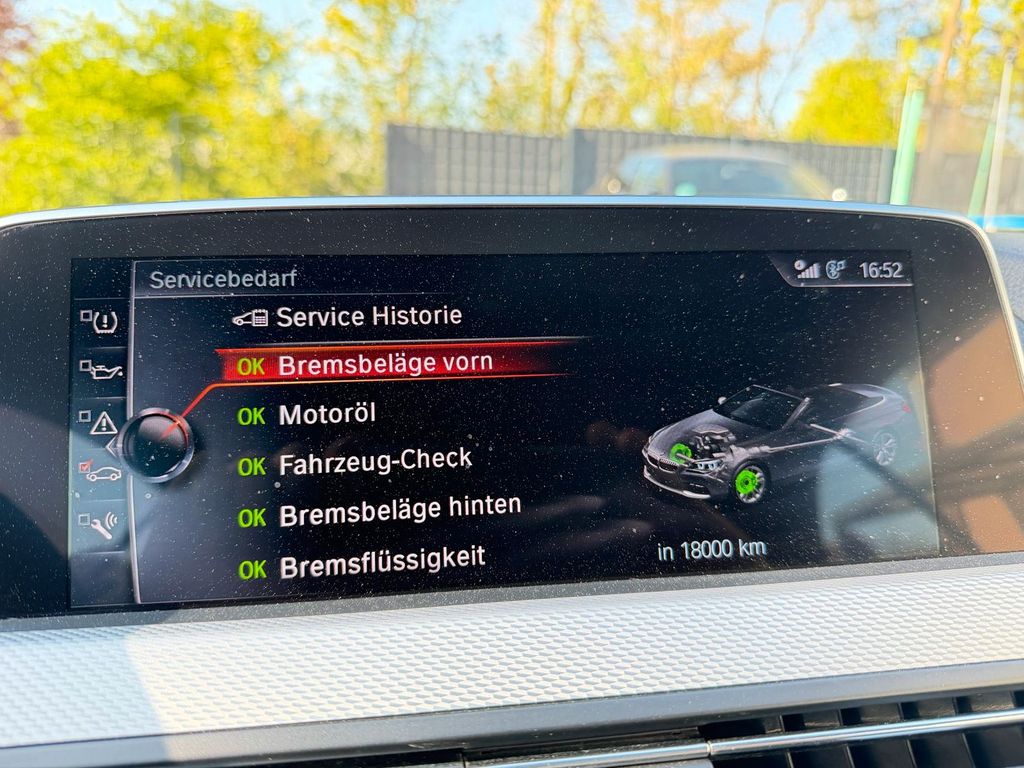 Servicebedarf
16:52
Service Historie
OK Bremsbeläge vorn
OK Motoröl
OK Fahrzeug-Check
OK Bremsbeläge hinten
OK Bremsflüssigkeit
in 18000 km